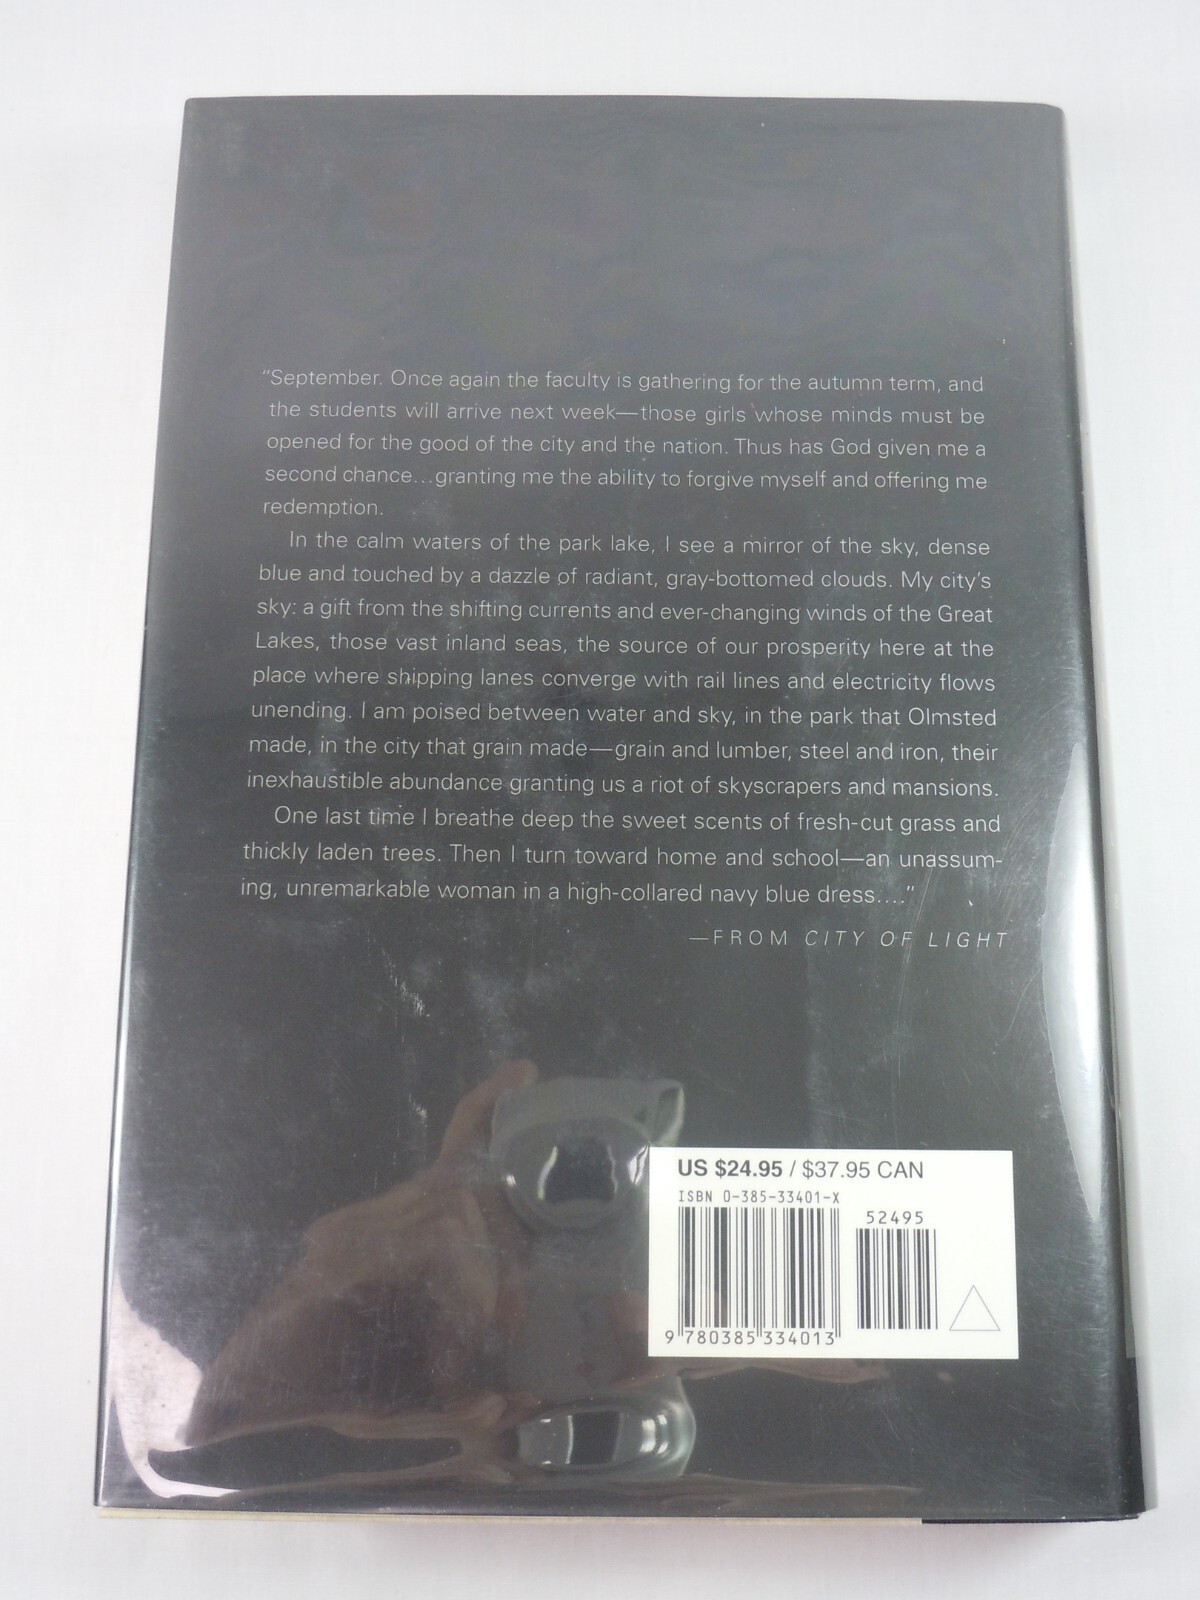 "September. Once again the faculty is gathering for the autumn term, and
the students will arrive next week—those girls whose minds must be
opened for the good of the city and the nation. Thus has God given me a
second chance...granting me the ability to forgive myself and offering me
redemption.
In the calm waters of the park lake, I see a mirror of the sky, dense
blue and touched by a dazzle of radiant, gray-bottomed clouds. My city's
sky: a gift from the shifting currents and ever-changing winds of the Great
Lakes, those vast inland seas, the source of our prosperity here at the
place where shipping lanes converge with rail lines and electricity flows
unending. I am poised between water and sky, in the park that Olmsted
made, in the city that grain made—grain and lumber, steel and iron, their
inexhaustible abundance granting us a riot of skyscrapers and mansions.
One last time I breathe deep the sweet scents of fresh-cut grass and
thickly laden trees. Then I turn toward home and school—an unassum-
ing, unremarkable woman in a high-collared navy blue dress...."
—FROM CITY OF LIGHT
US $24.95 / $37.95 CAN
ISBN 0-385-33401-X
52495
9 780385 334013